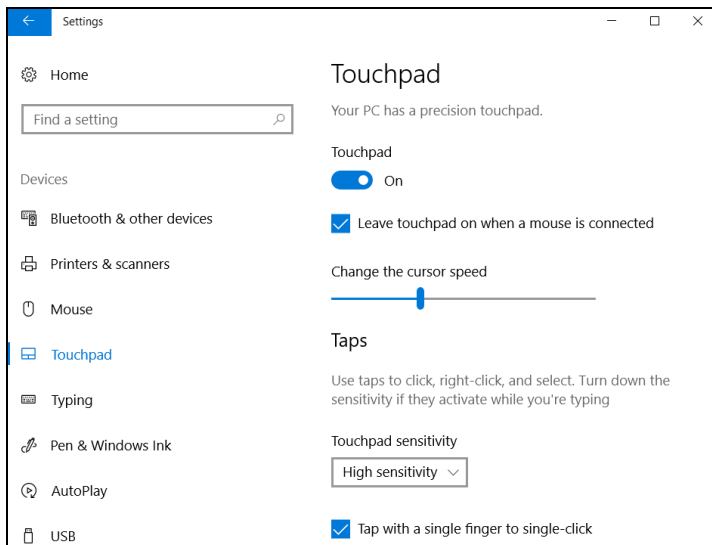 Settings
Home
Find a setting
Devices
Bluetooth & other devices
Printers & scanners
Mouse
Touchpad
Typing
Pen & Windows Ink
AutoPlay
USB
Touchpad
Your PC has a precision touchpad.
Touchpad
On
Leave touchpad on when a mouse is connected
Change the cursor speed
Taps
Use taps to click, right-click, and select. Turn down the
sensitivity if they activate while you're typing
Touchpad sensitivity
High sensitivity
Tap with a single finger to single-click